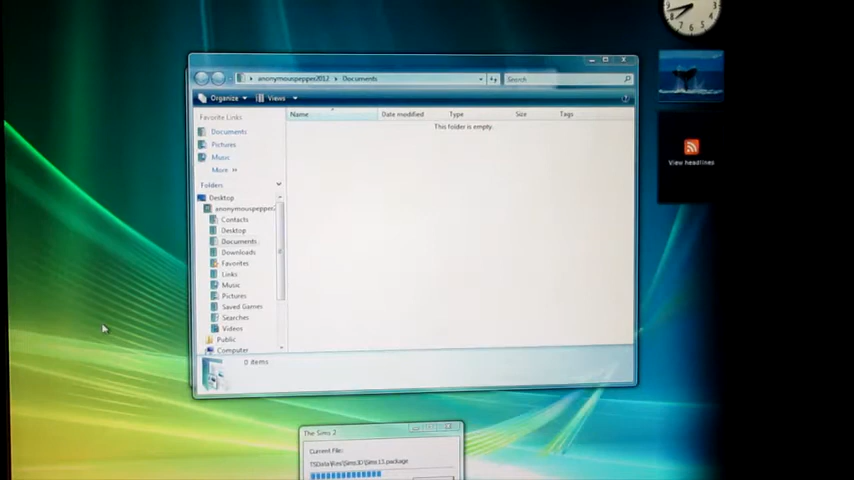 anonymouspepper2012 Documents Search
Organize Views
Name Date modified Type Size Tags
This folder is empty.
Favorite Links
Documents
Pictures
Music
More »
Folders
Desktop
anonymouspepper2
Contacts
Desktop
Documents
Downloads
Favorites
Links
Music
Pictures
Saved Games
Searches
Videos
Public
Computer
0 items
View headlines
The Sims 2
Current File:
TSData\Res\Sims3D\Sims13.package